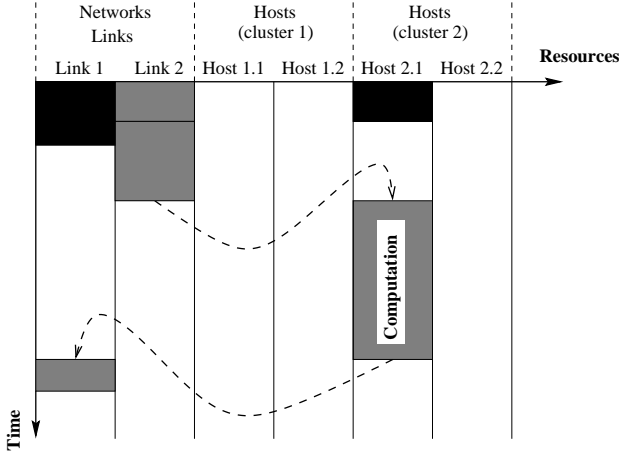 Networks
Links
Hosts
(cluster 1)
Hosts
(cluster 2)
Resources
Link 1
Link 2
Host 1.1
Host 1.2
Host 2.1
Host 2.2
Computation
Time